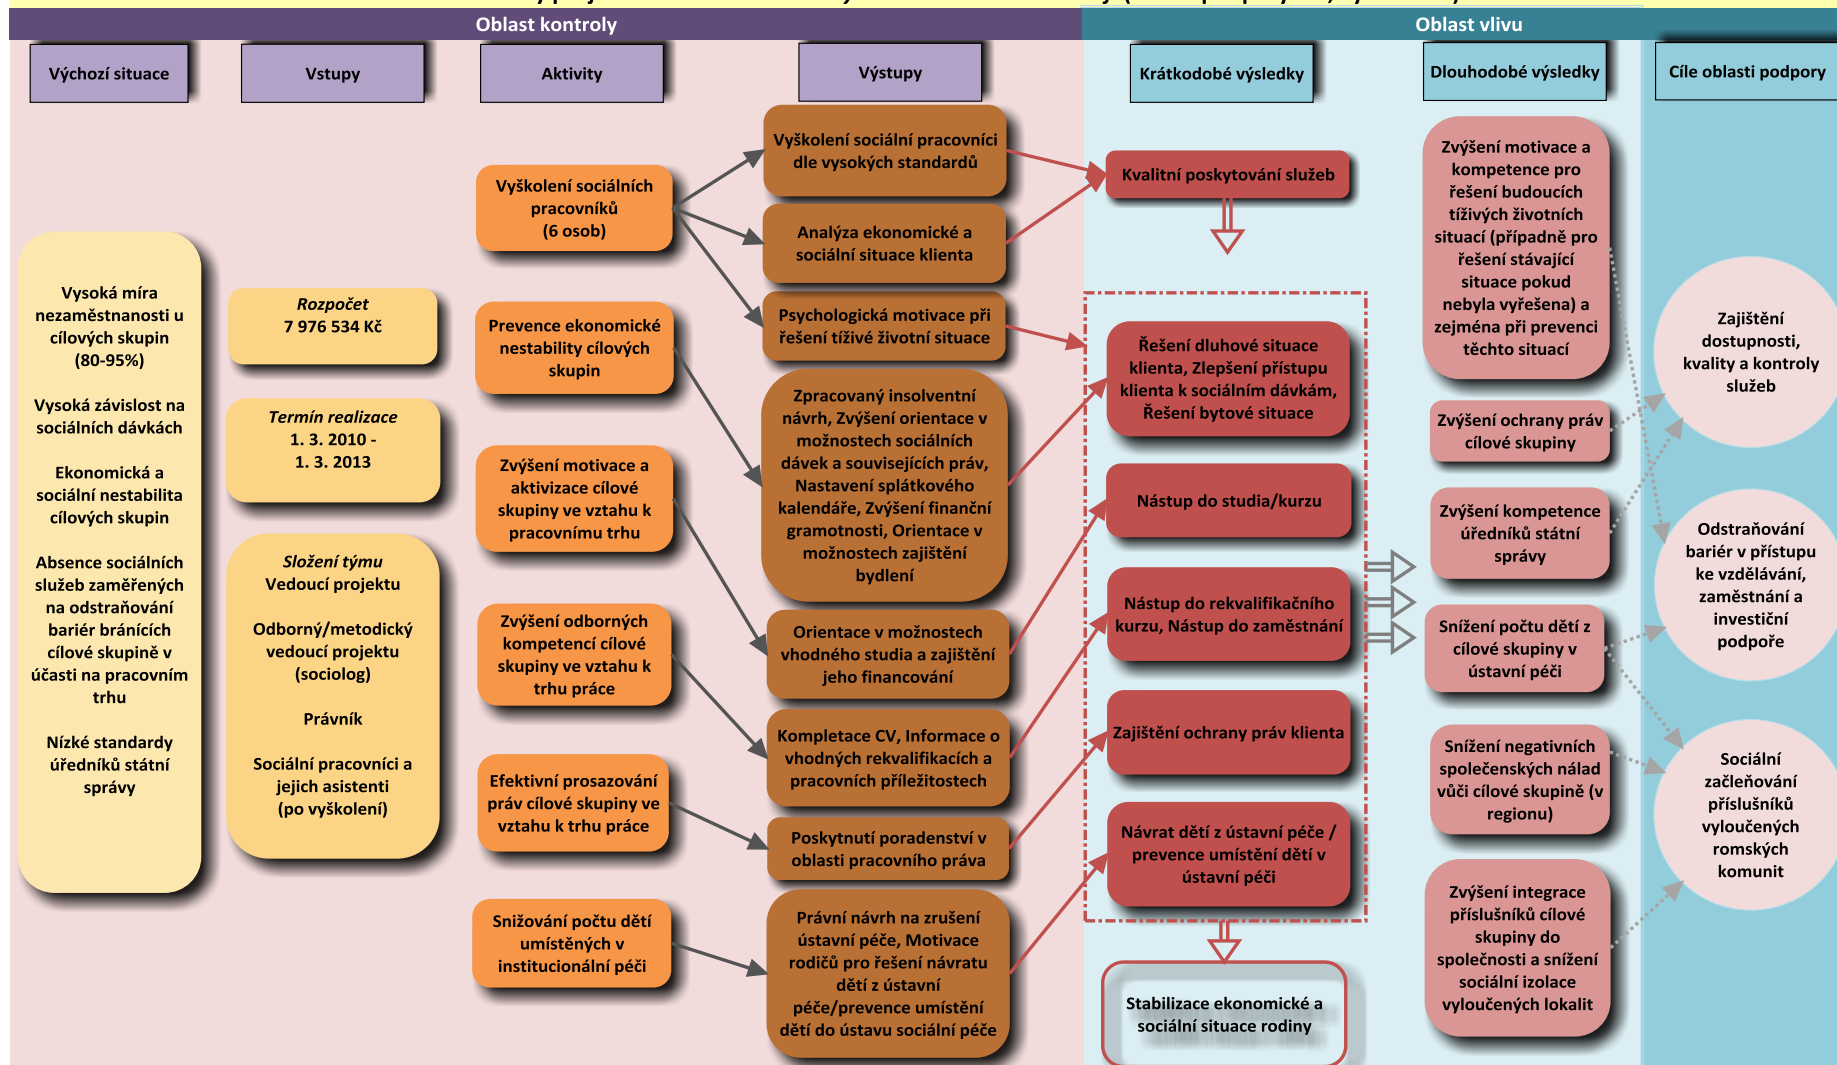 Oblast kontroly
Oblast vlivu
Výchozí situace
Vstupy
Aktivity
Výstupy
Krátkodobé výsledky
Dlouhodobé výsledky
Cíle oblasti podpory
Vysoká míra
nezaměstnanosti u
cílových skupin
(80-95%)
Vysoká závislost na
sociálních dávkách
Ekonomická a
sociální nestabilita
cílových skupin
Absence sociálních
služeb zaměřených
na odstraňování
bariér bránících
cílové skupině v
účasti na pracovním
trhu
Nízké standardy
úředníků státní
správy
Rozpočet
7 976 534 Kč
Termín realizace
1. 3. 2010 -
1. 3. 2013
Složení týmu
Vedoucí projektu
Odborný/metodický
vedoucí projektu
(sociolog)
Právník
Sociální pracovníci a
jejich asistenti
(po vyškolení)
Vyškolení sociálních
pracovníků
(6 osob)
Prevence ekonomické
nestability cílových
skupin
Zvýšení motivace a
aktivizace cílové
skupiny ve vztahu k
pracovnímu trhu
Zvýšení odborných
kompetencí cílové
skupiny ve vztahu k
trhu práce
Efektivní prosazování
práv cílové skupiny ve
vztahu k trhu práce
Snižování počtu dětí
umístěných v
institucionální péči
Vyškolení sociální pracovníci
dle vysokých standardů
Analýza ekonomické a
sociální situace klienta
Psychologická motivace při
řešení tíživé životní situace
Zpracovaný insolventní
návrh, Zvýšení orientace v
možnostech sociálních
dávek a souvisejících práv,
Nastavení splátkového
kalendáře, Zvýšení finanční
gramotnosti, Orientace v
možnostech zajištění
bydlení
Orientace v možnostech
vhodného studia a zajištění
jeho financování
Kompletace CV, Informace o
vhodných rekvalifikacích a
pracovních příležitostech
Poskytnutí poradenství v
oblasti pracovního práva
Právní návrh na zrušení
ústavní péče, Motivace
rodičů pro řešení návratu
dětí z ústavní
péče/prevence umístění
dětí do ústavu sociální péče
Kvalitní poskytování služeb
Řešení dluhové situace
klienta, Zlepšení přístupu
klienta k sociálním dávkám,
Řešení bytové situace
Nástup do studia/kurzu
Nástup do rekvalifikačního
kurzu, Nástup do zaměstnání
Zajištění ochrany práv klienta
Návrat dětí z ústavní péče /
prevence umístění dětí v
ústavní péči
Stabilizace ekonomické a
sociální situace rodiny
Zvýšení motivace a
kompetence pro
řešení budoucích
tíživých životních
situací (případně pro
řešení stávající
situace pokud
nebyla vyřešena) a
zejména při prevenci
těchto situací
Zvýšení ochrany práv
cílové skupiny
Zvýšení kompetence
úředníků státní
správy
Snížení počtu dětí z
cílové skupiny v
ústavní péči
Snížení negativních
společenských nálad
vůči cílové skupině (v
regionu)
Zvýšení integrace
příslušníků cílové
skupiny do
společnosti a snížení
sociální izolace
vyloučených lokalit
Zajištění
dostupnosti,
kvality a kontroly
služeb
Odstraňování
bariér v přístupu
ke vzdělávání,
zaměstnání a
investiční
podpoře
Sociální
začleňování
příslušníků
vyloučených
romských
komunit